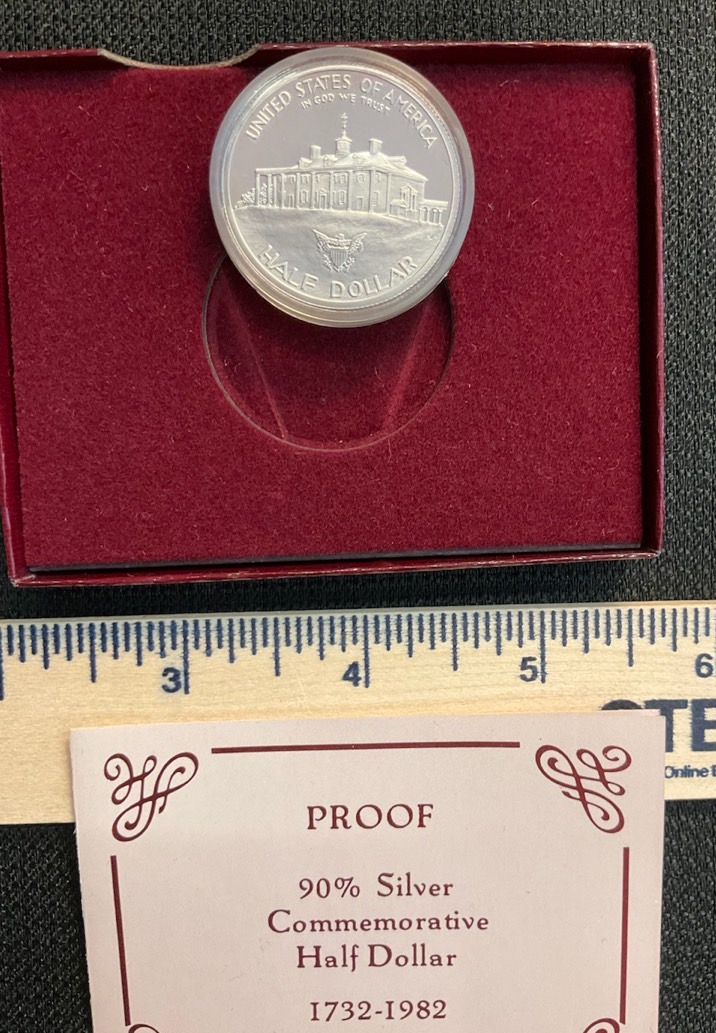 UNITED STATES OF AMERICA
IN GOD WE TRUST
HALF DOLLAR
3 4 5 6
Online
PROOF
90% Silver
Commemorative
Half Dollar
1732-1982